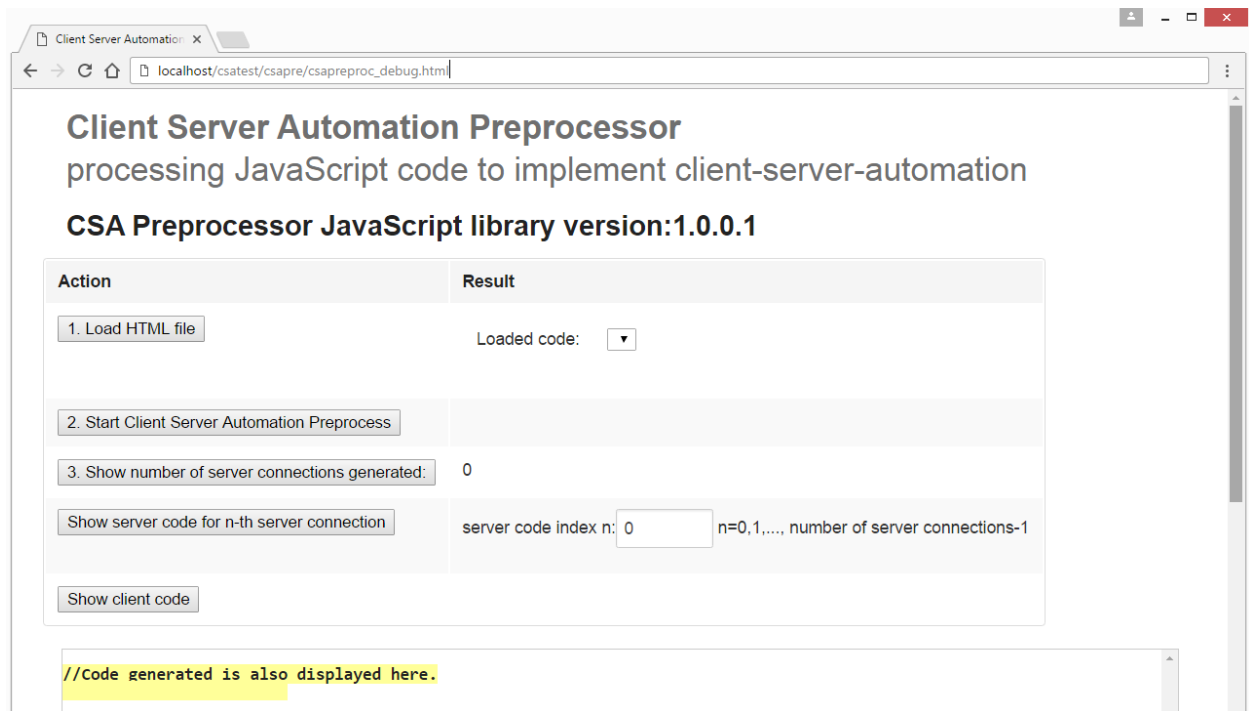 Client Server Automation
localhost/csatest/csapre/csapreproc_debug.html
Client Server Automation Preprocessor
processing JavaScript code to implement client-server-automation
CSA Preprocessor JavaScript library version:1.0.0.1
Action Result
1. Load HTML file Loaded code:
2. Start Client Server Automation Preprocess
3. Show number of server connections generated: 0
Show server code for n-th server connection server code index n: 0 n=0,1,..., number of server connections-1
Show client code
//Code generated is also displayed here.